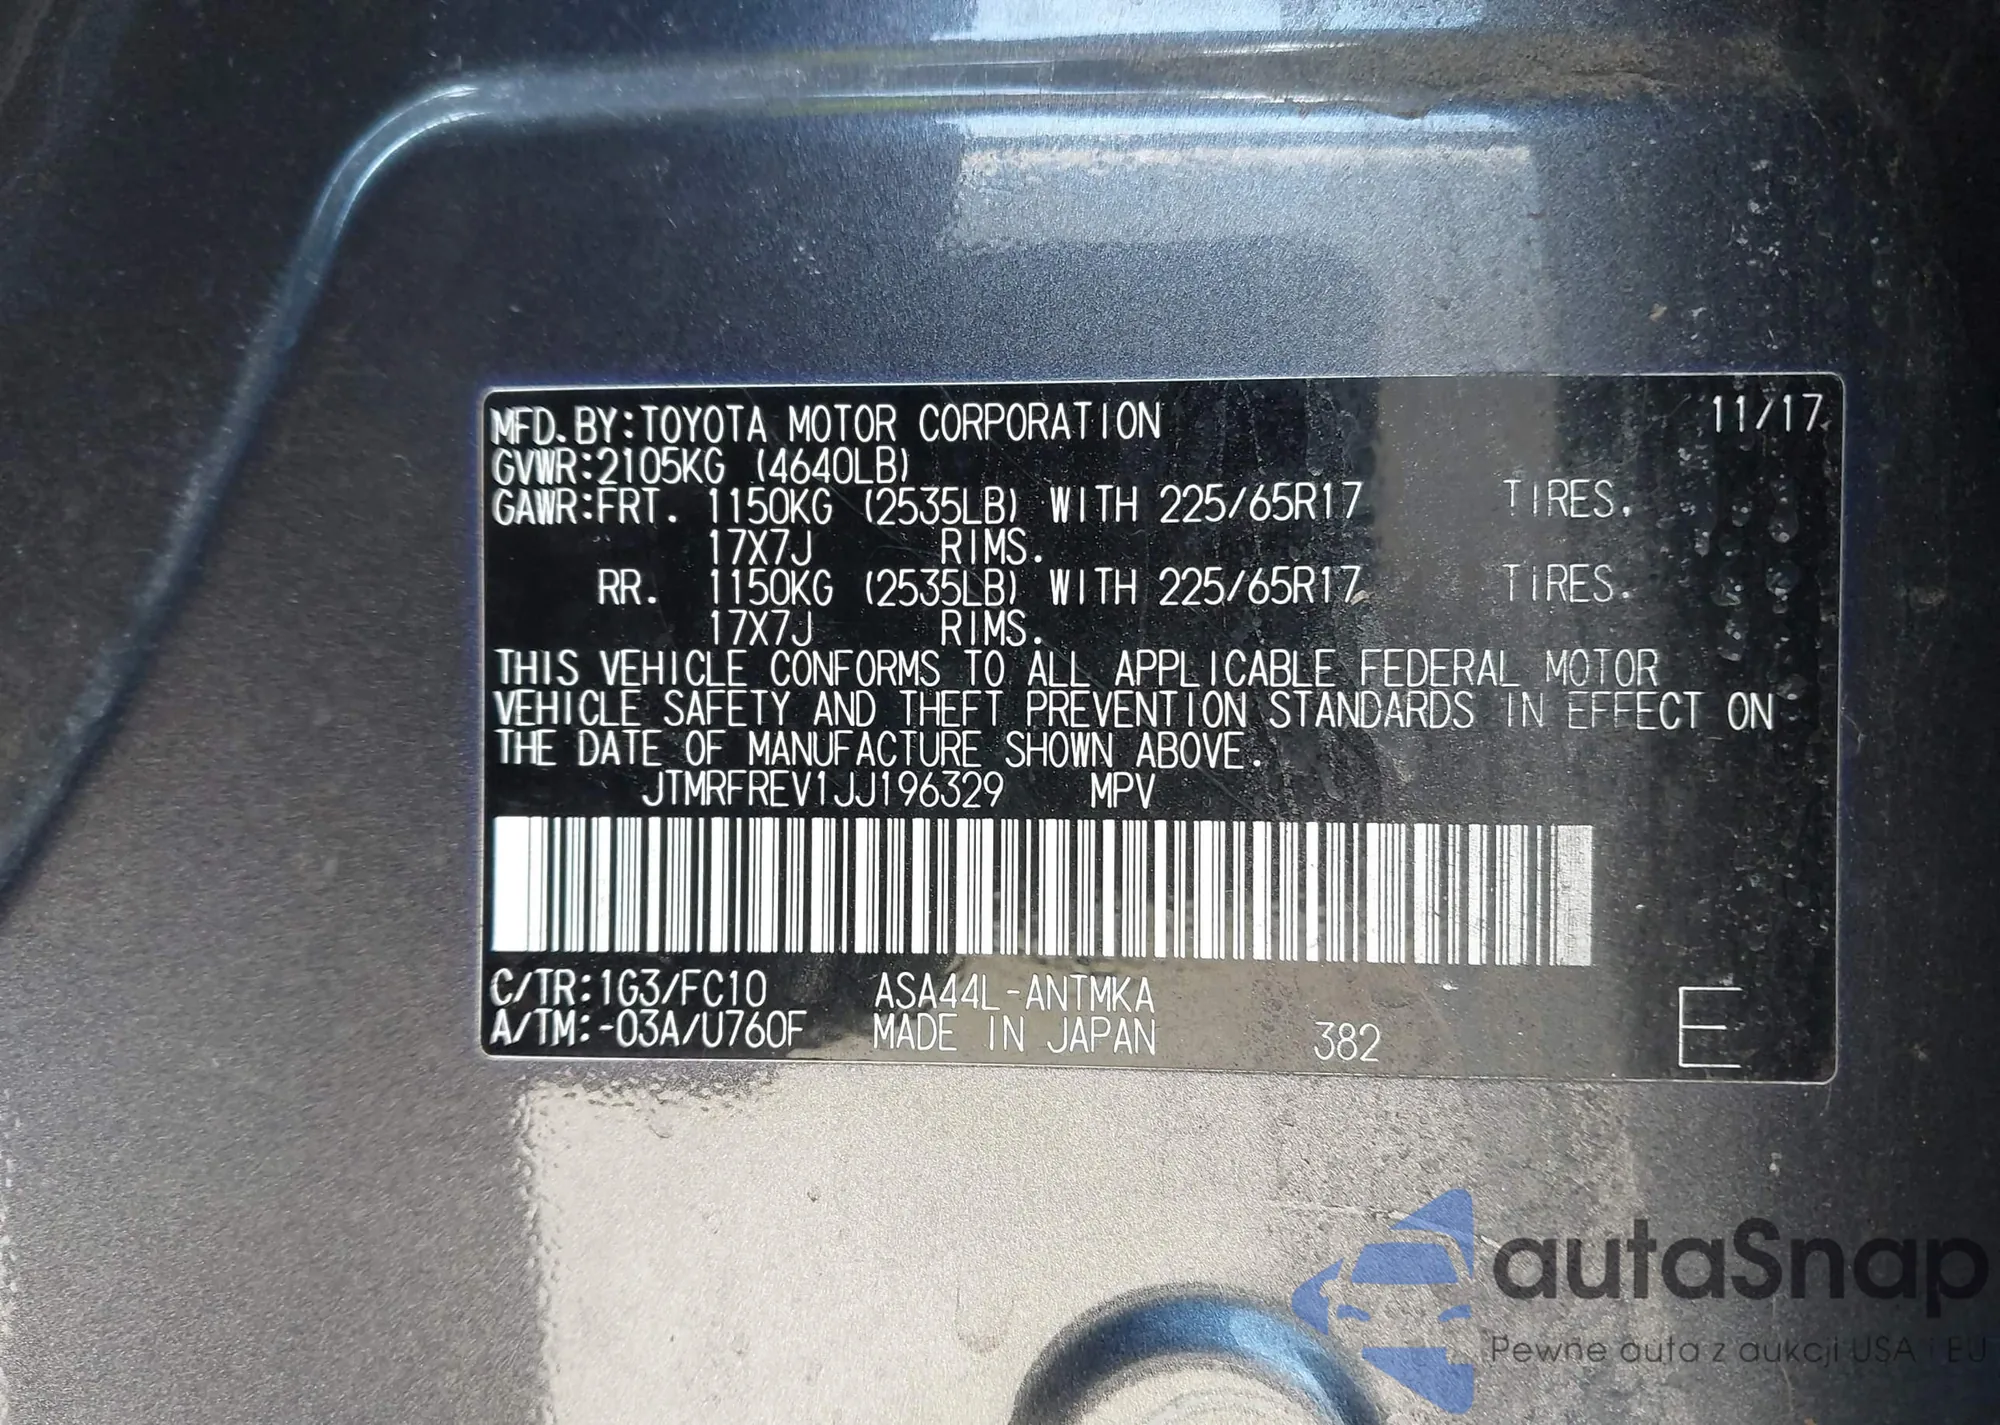 MFD.BY:TOYOTA MOTOR CORPORATION 11/17
GVWR:2105KG (4640LB)
GAWR:FRT. 1150KG (2535LB) WITH 225/65R17 TIRES,
17X7J RIMS.
RR. 1150KG (2535LB) WITH 225/65R17 TIRES.
17X7J RIMS.
THIS VEHICLE CONFORMS TO ALL APPLICABLE FEDERAL MOTOR
VEHICLE SAFETY AND THEFT PREVENTION STANDARDS IN EFFECT ON
THE DATE OF MANUFACTURE SHOWN ABOVE.
JTMRFREV1JJ196329 MPV
C/TR:1G3/FC10 ASA44L-ANTMKA
A/TM:-03A/U760F MADE IN JAPAN 382 E
autaSnap
Pewne auta z aukcji USA i EU